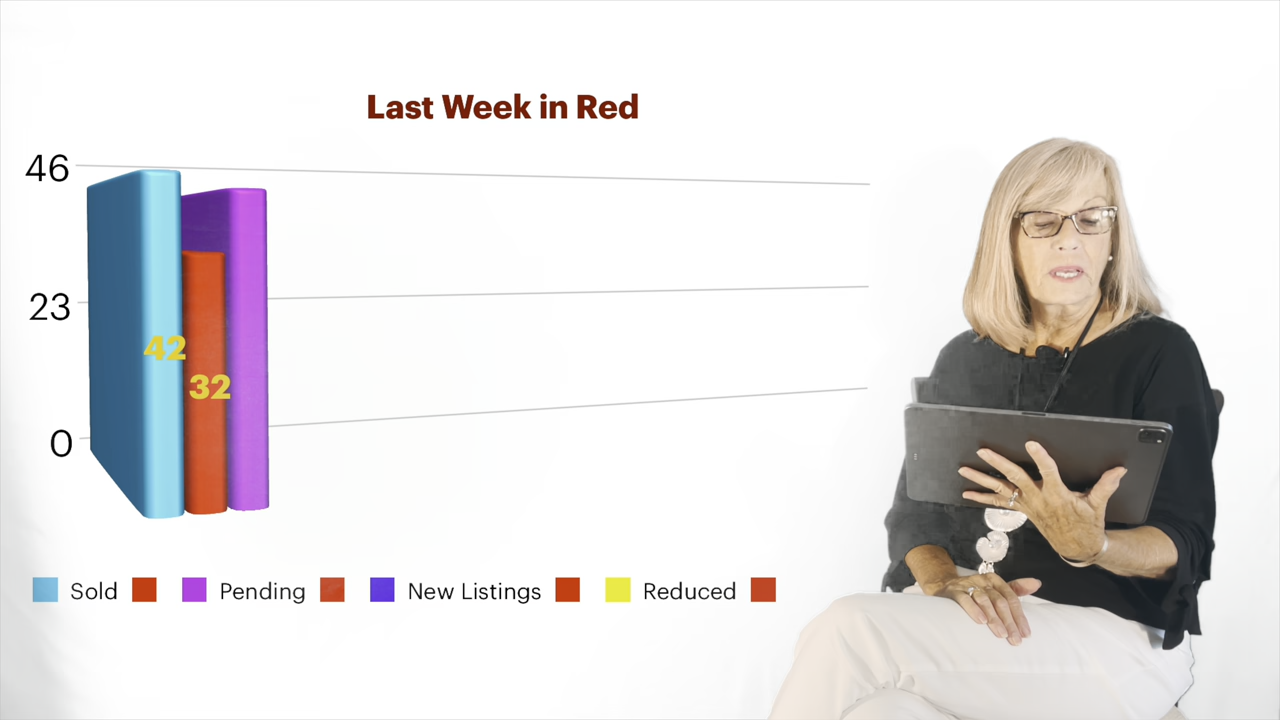 Last Week in Red
46
23
0
42
32
Sold
Pending
New Listings
Reduced